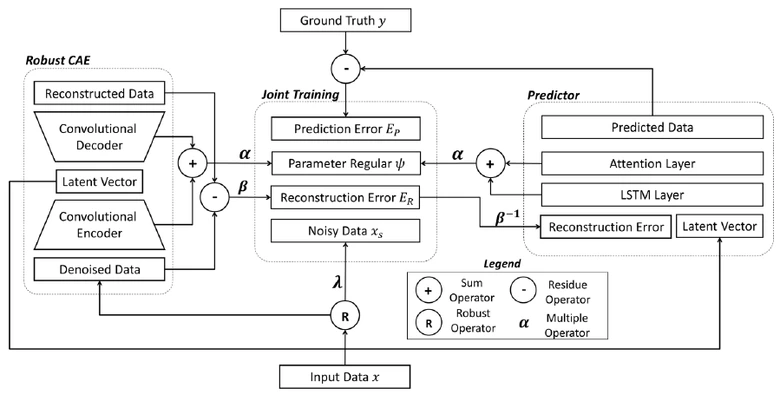 Ground Truth y
Robust CAE
Reconstructed Data
Convolutional
Decoder
Latent Vector
Convolutional
Encoder
Denoised Data
+
-
α
β
-
Joint Training
Prediction Error E_P
Parameter Regular ψ
Reconstruction Error E_R
Noisy Data x_s
λ
R
Input Data x
α
+
β⁻¹
Predictor
Predicted Data
Attention Layer
LSTM Layer
Reconstruction Error
Latent Vector
Legend
+ Sum
Operator
- Residue
Operator
R Robust
Operator
α Multiple
Operator